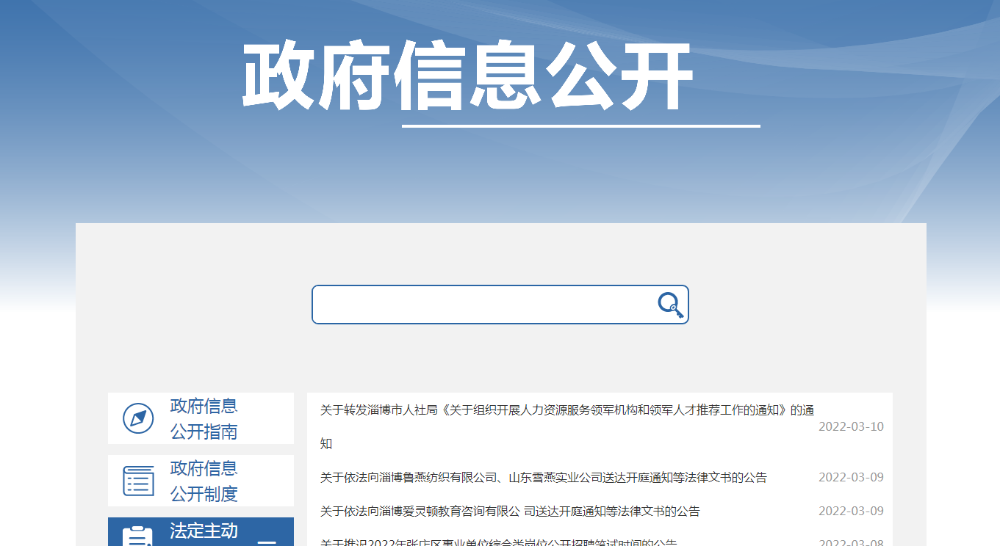 政府信息公开
政府信息
公开指南
政府信息
公开制度
法定主动
关于转发淄博市人社局《关于组织开展人力资源服务领军机构和领军人才推荐工作的通知》的通
知
2022-03-10
关于依法向淄博鲁燕纺织有限公司、山东雪燕实业公司送达开庭通知等法律文书的公告
2022-03-09
关于依法向淄博爱灵顿教育咨询有限公 司送达开庭通知等法律文书的公告
2022-03-09
关于推迟2022年张店区事业单位综合类岗位公开招聘笔试时间的公告
2022-03-08